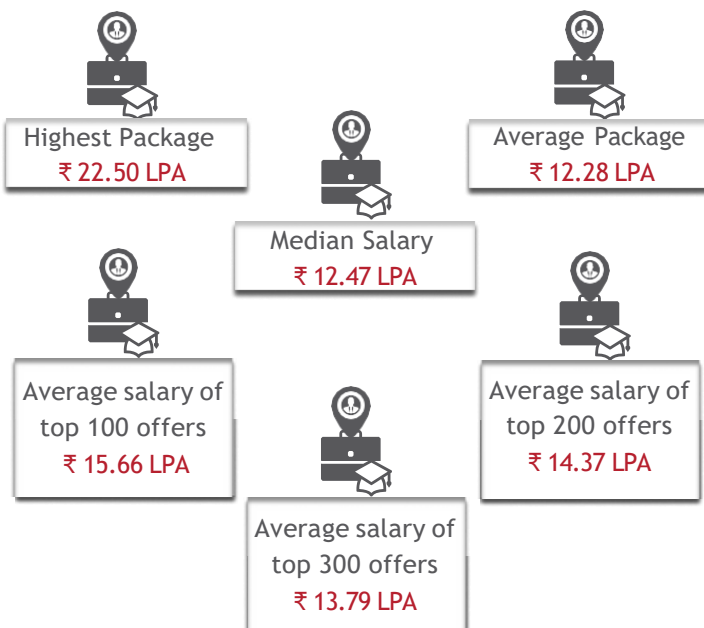 Highest Package
₹ 22.50 LPA
Average Package
₹ 12.28 LPA
Median Salary
₹ 12.47 LPA
Average salary of
top 100 offers
₹ 15.66 LPA
Average salary of
top 200 offers
₹ 14.37 LPA
Average salary of
top 300 offers
₹ 13.79 LPA